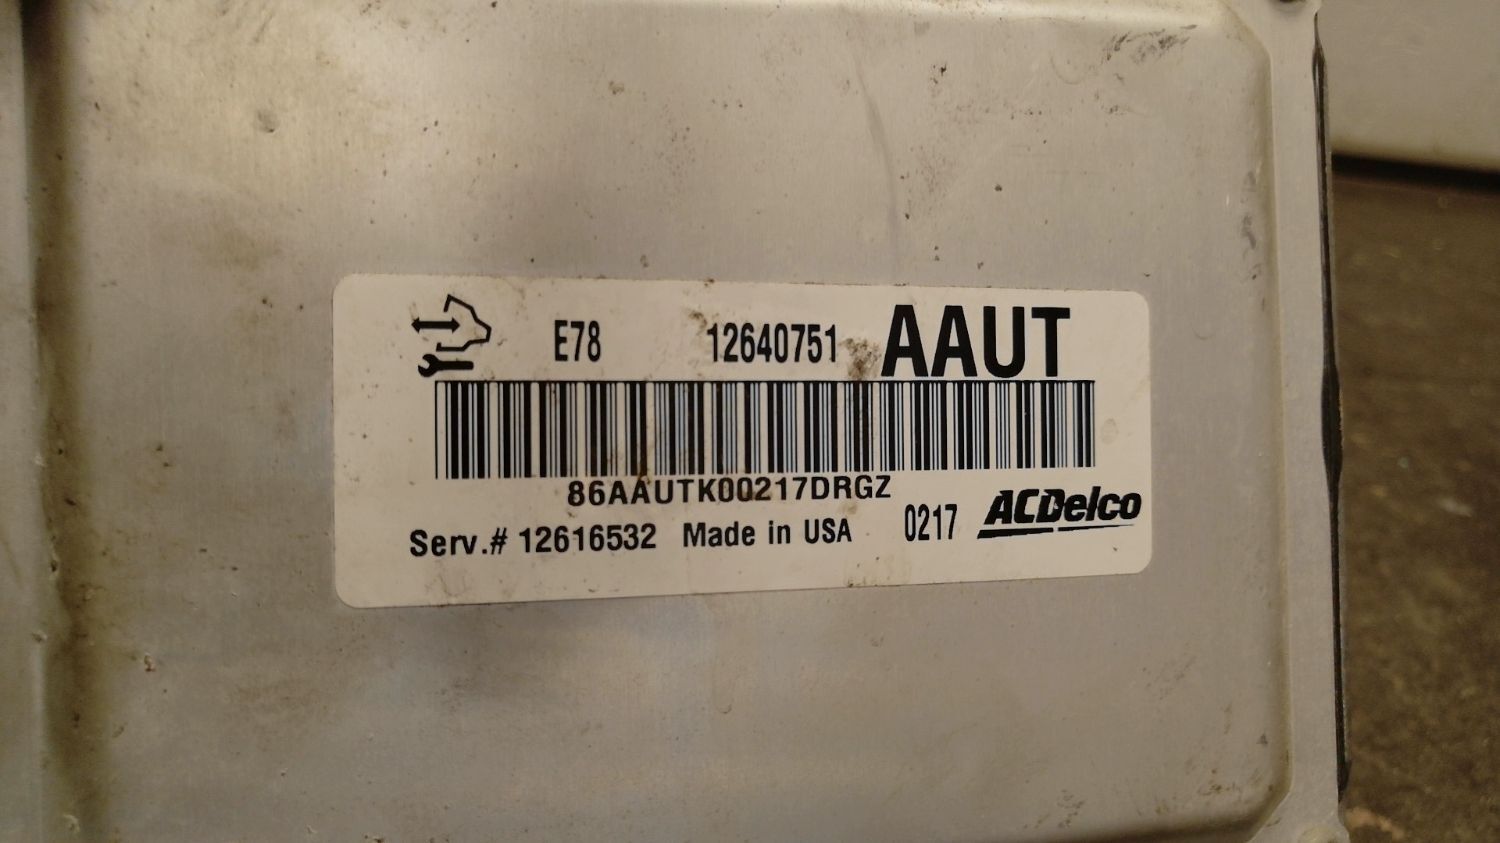 E78 12640751 AAUT
86AAUTK00217DRGZ
Serv.# 12616532 Made in USA 0217 ACDelco